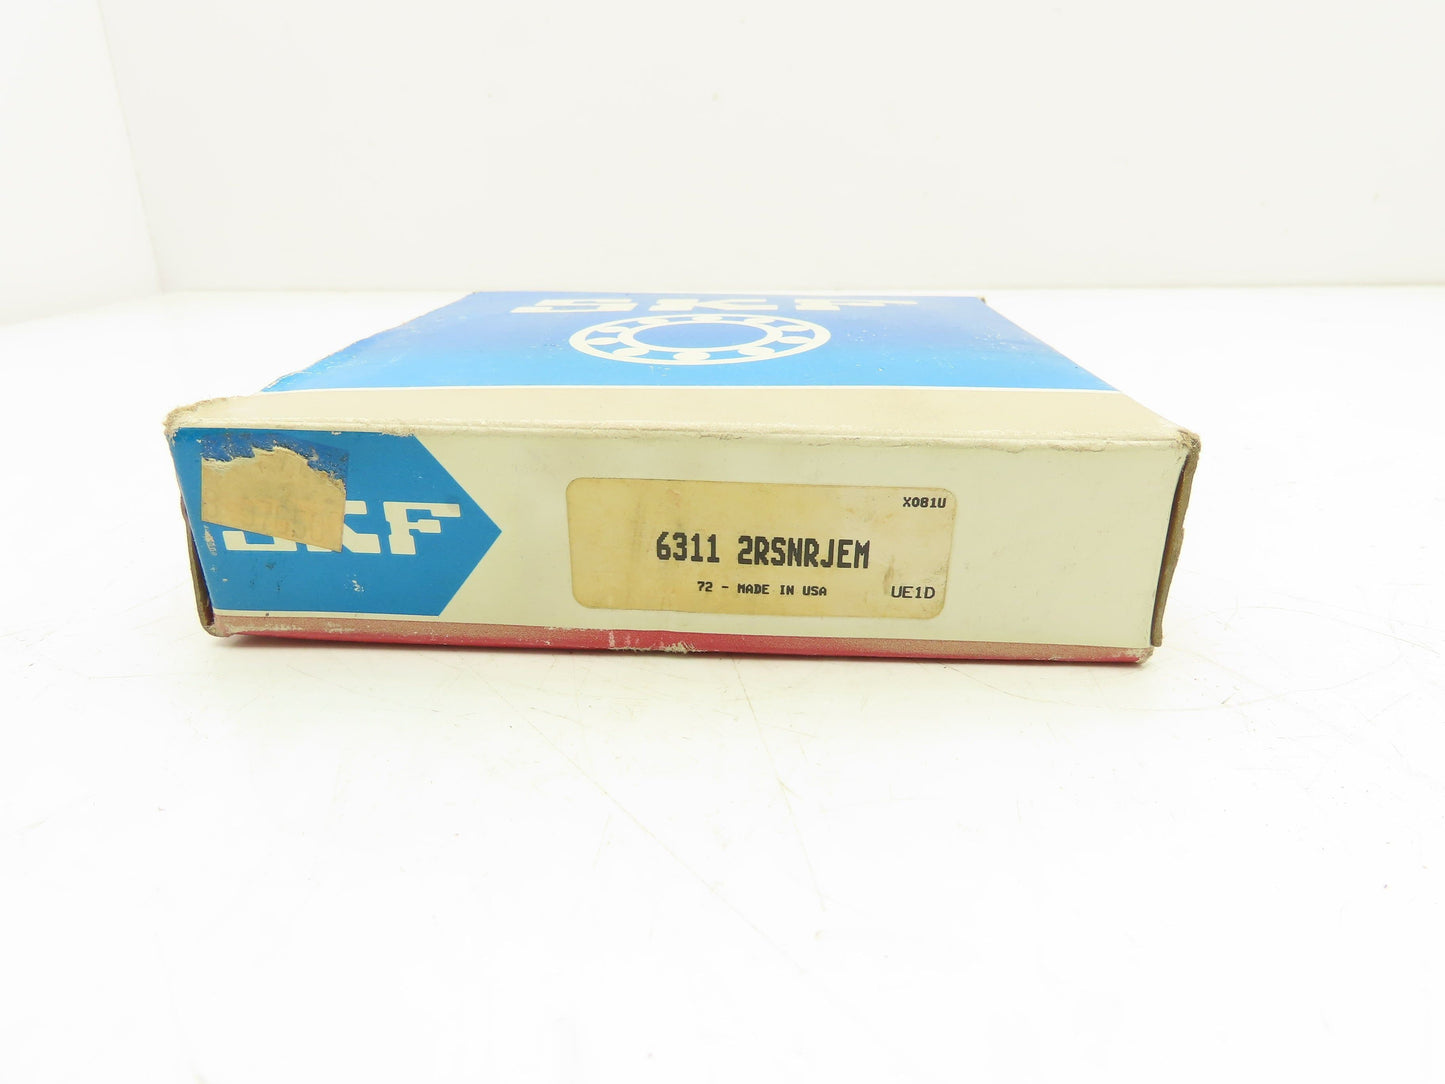 SKF
SKF
X081U
6311 2RSNRJEM
72 - MADE IN USA
UE1D